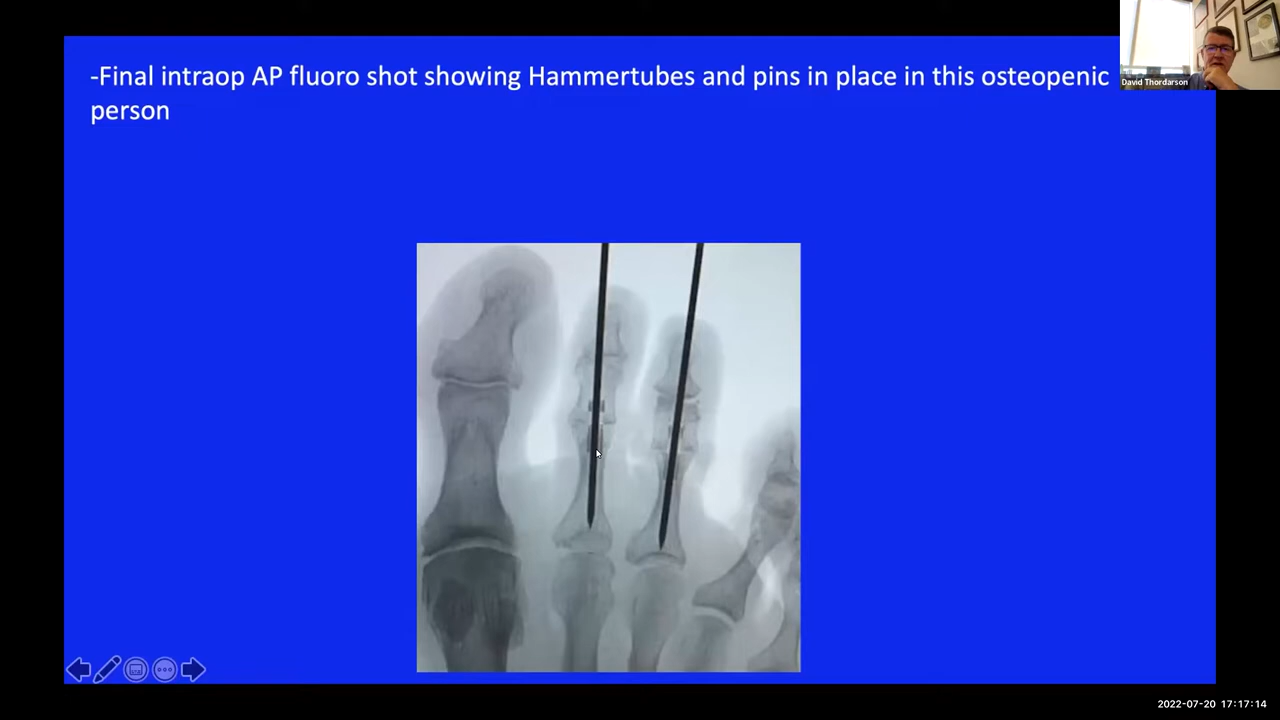 -Final intraop AP fluoro shot showing Hammertubes and pins in place in this osteopenic
person
David Thordarson
2022-07-20 17:17:14